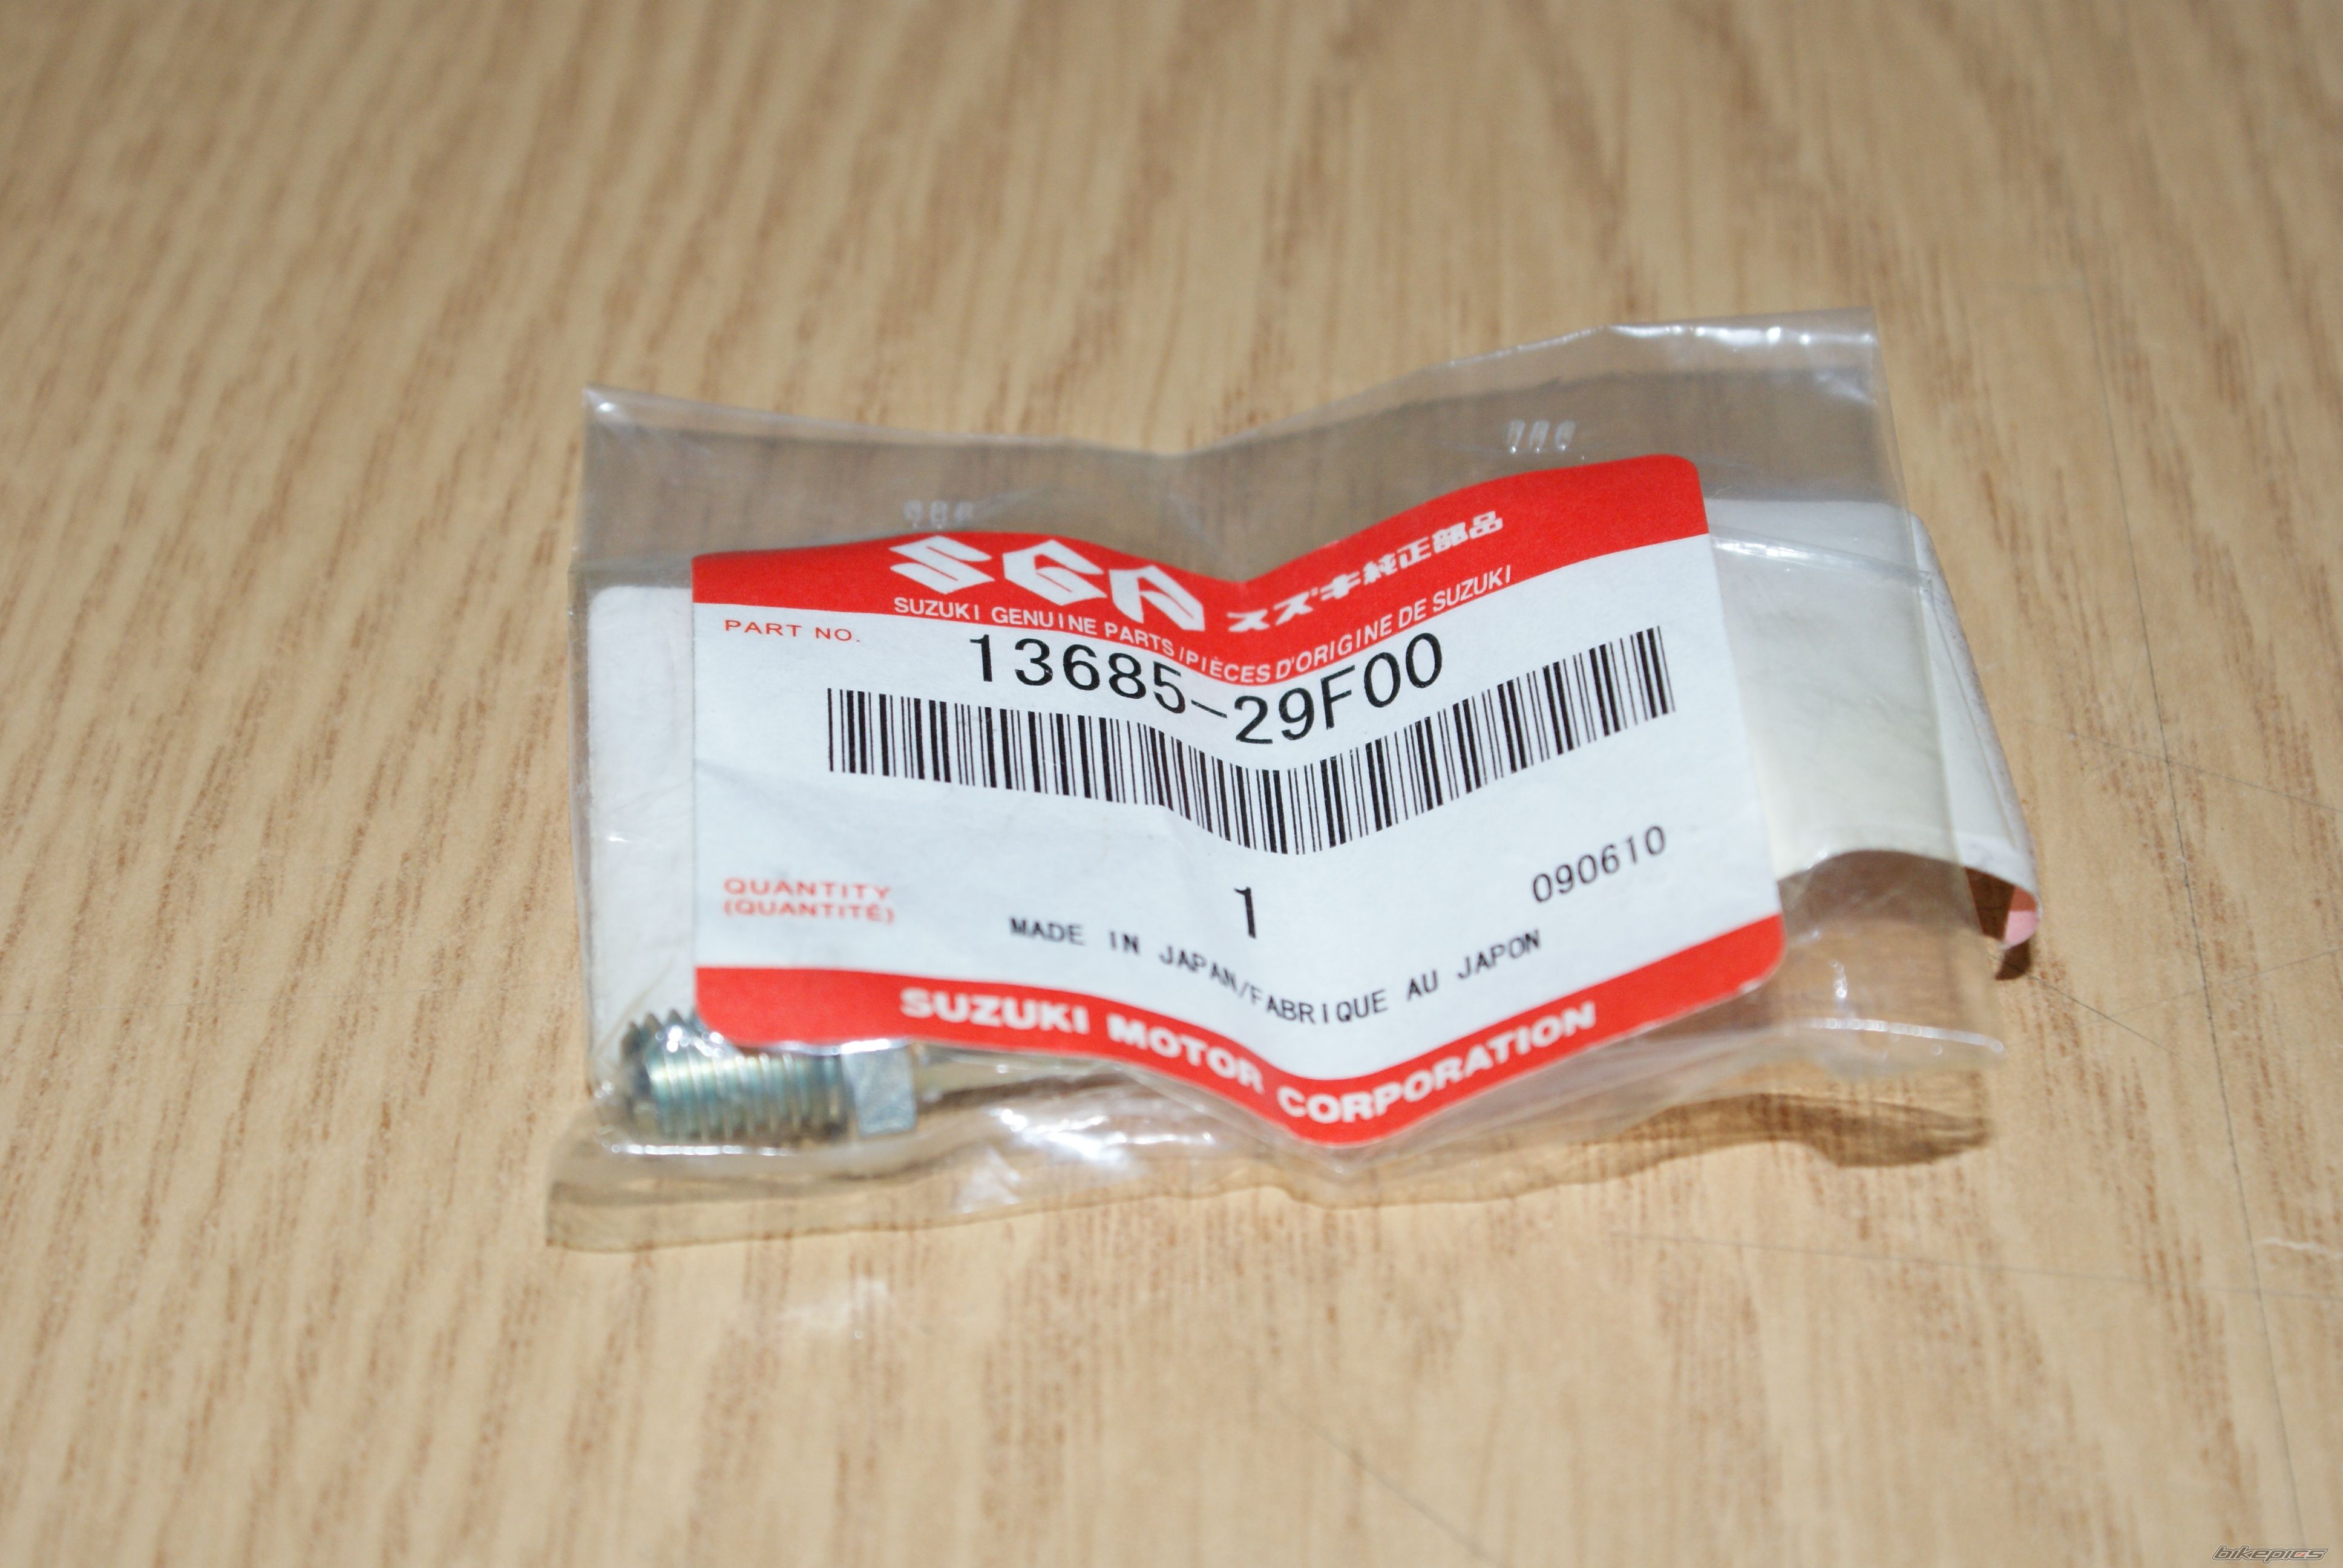 SGP スズキ純正部品
SUZUKI GENUINE PARTS/PIÈCES D'ORIGINE DE SUZUKI
PART NO.
13685-29F00
QUANTITY
(QUANTITÉ)
1
090610
MADE IN JAPAN/FABRIQUE AU JAPON
SUZUKI MOTOR CORPORATION
bikepics